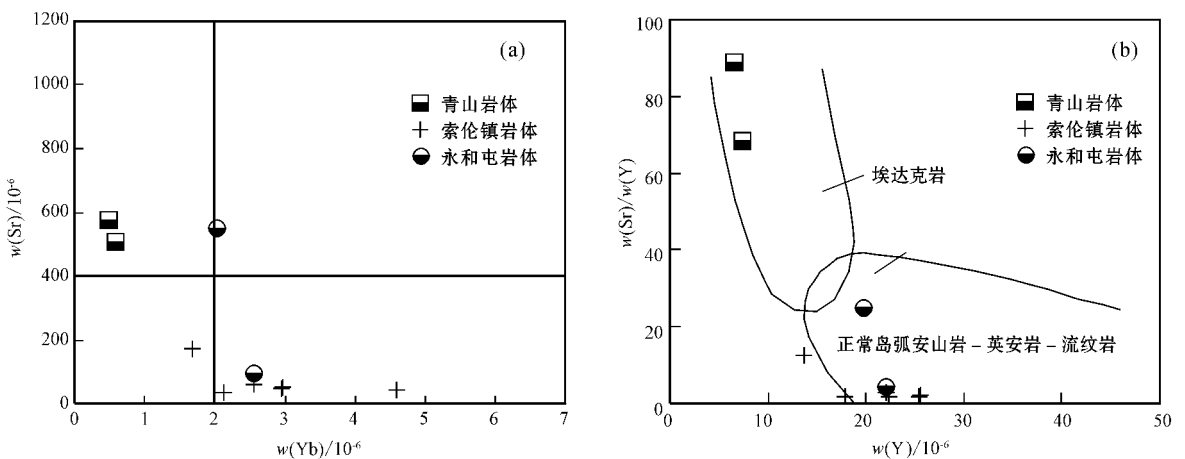 1200
1000
800
600
400
200
0
w(Sr)/10⁻⁶
(a)
青山岩体
索伦镇岩体
永和屯岩体
0 1 2 3 4 5 6 7
w(Yb)/10⁻⁶
100
80
60
40
20
0
w(Sr)/w(Y)
(b)
青山岩体
索伦镇岩体
永和屯岩体
埃达克岩
正常岛弧安山岩－英安岩－流纹岩
0 10 20 30 40 50
w(Y)/10⁻⁶